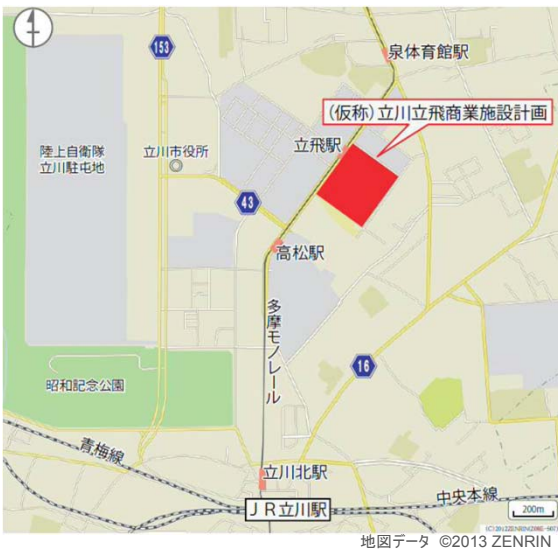 153
泉体育館駅
(仮称)立川立飛商業施設計画
陸上自衛隊
立川駐屯地
立川市役所
立飛駅
43
高松駅
多摩モノレール
16
昭和記念公園
青梅線
立川北駅
JR立川駅
中央本線
200m
地図データ ©2013 ZENRIN